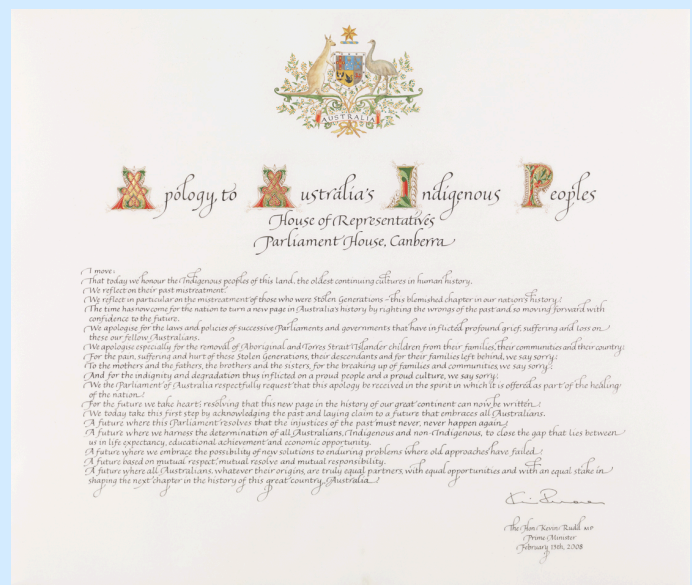 AUSTRALIA
Apology to Australia's Indigenous Peoples
House of Representatives
Parliament House, Canberra
I move:
That today we honour the Indigenous peoples of this land, the oldest continuing cultures in human history.
We reflect on their past mistreatment.
We reflect in particular on the mistreatment of those who were Stolen Generations – this blemished chapter in our nation's history.
The time has now come for the nation to turn a new page in Australia's history by righting the wrongs of the past and so moving forward with
confidence to the future.
We apologise for the laws and policies of successive Parliaments and governments that have inflicted profound grief, suffering and loss on
these our fellow Australians.
We apologise especially for the removal of Aboriginal and Torres Strait Islander children from their families, their communities and their country.
For the pain, suffering and hurt of these Stolen Generations, their descendants and for their families left behind, we say sorry.
To the mothers and the fathers, the brothers and the sisters, for the breaking up of families and communities, we say sorry.
And for the indignity and degradation thus inflicted on a proud people and a proud culture, we say sorry.
We the Parliament of Australia respectfully request that this apology be received in the spirit in which it is offered as part of the healing
of the nation.
For the future we take heart; resolving that this new page in the history of our great continent can now be written.
We today take this first step by acknowledging the past and laying claim to a future that embraces all Australians.
A future where this Parliament resolves that the injustices of the past must never, never happen again.
A future where we harness the determination of all Australians, Indigenous and non-Indigenous, to close the gap that lies between
us in life expectancy, educational achievement and economic opportunity.
A future where we embrace the possibility of new solutions to enduring problems where old approaches have failed.
A future based on mutual respect, mutual resolve and mutual responsibility.
A future where all Australians, whatever their origins, are truly equal partners, with equal opportunities and with an equal stake in
shaping the next chapter in the history of this great country, Australia.
The Hon Kevin Rudd MP
Prime Minister
February 13th, 2008